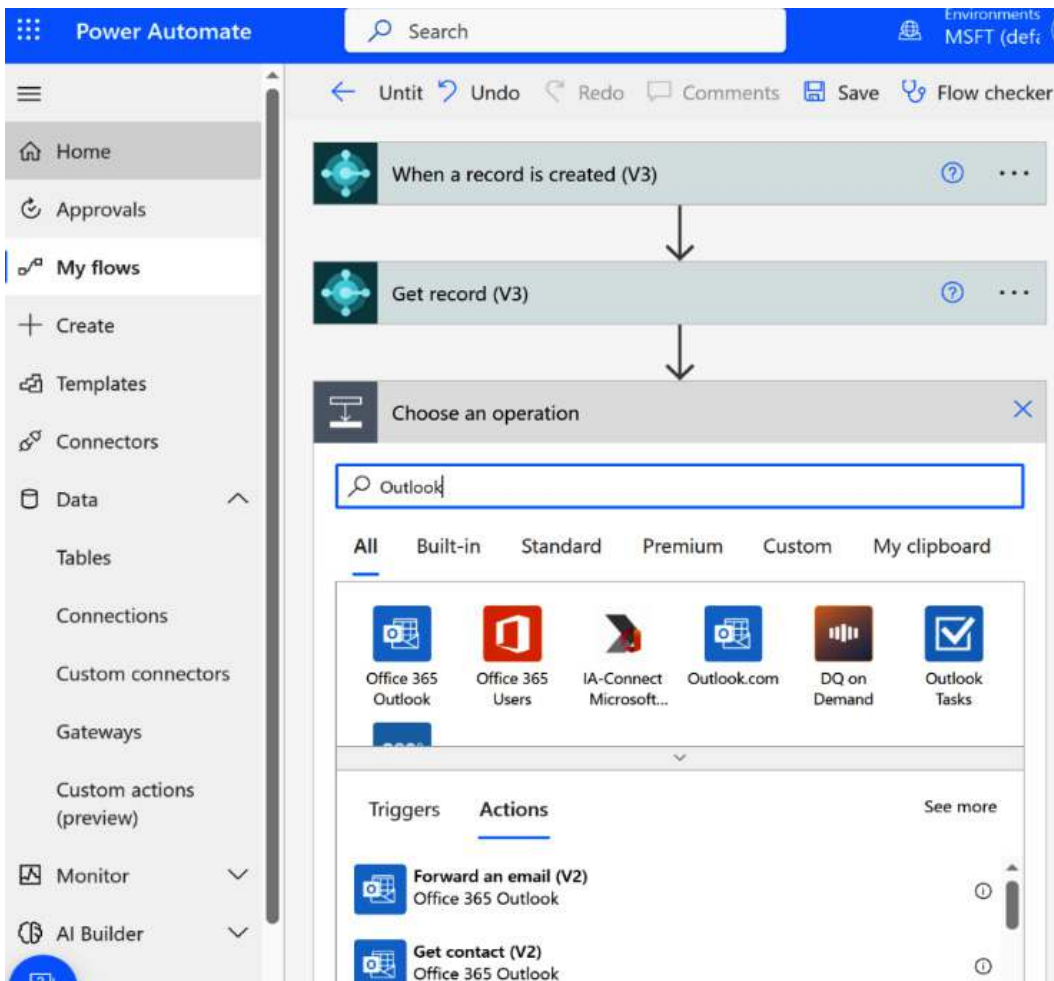 Power Automate
Search
Environments
MSFT (defa
Untit
Undo
Redo
Comments
Save
Flow checker
Home
Approvals
My flows
Create
Templates
Connectors
Data
Tables
Connections
Custom connectors
Gateways
Custom actions
(preview)
Monitor
AI Builder
When a record is created (V3)
Get record (V3)
Choose an operation
Outlook
All Built-in Standard Premium Custom My clipboard
Office 365
Outlook
Office 365
Users
IA-Connect
Microsoft...
Outlook.com
DQ on
Demand
Outlook
Tasks
Triggers Actions See more
Forward an email (V2)
Office 365 Outlook
Get contact (V2)
Office 365 Outlook